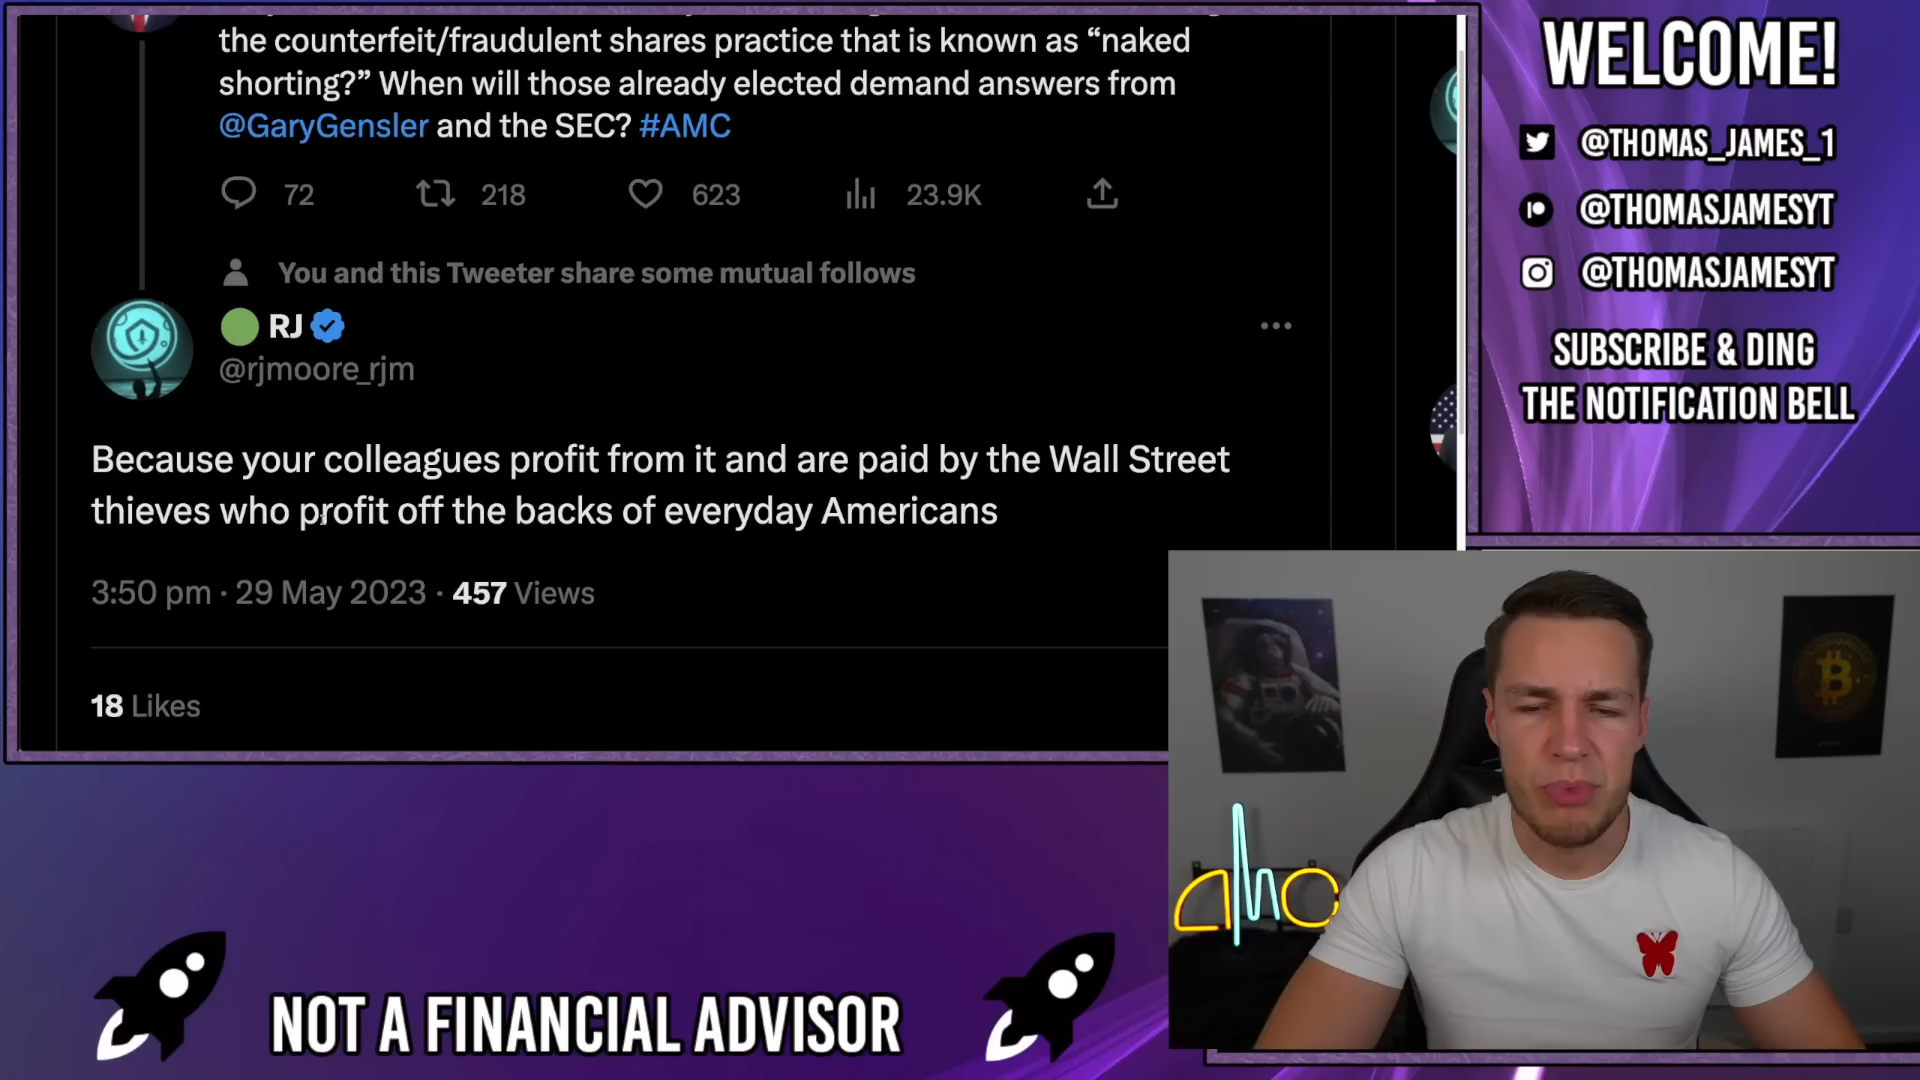 the counterfeit/fraudulent shares practice that is known as “naked
shorting?” When will those already elected demand answers from
@GaryGensler and the SEC? #AMC
72 218 623 23.9K
You and this Tweeter share some mutual follows
RJ
@rjmoore_rjm
Because your colleagues profit from it and are paid by the Wall Street
thieves who profit off the backs of everyday Americans
3:50 pm · 29 May 2023 · 457 Views
18 Likes
WELCOME!
@THOMAS_JAMES_1
@THOMASJAMESYT
@THOMASJAMESYT
SUBSCRIBE & DING
THE NOTIFICATION BELL
NOT A FINANCIAL ADVISOR